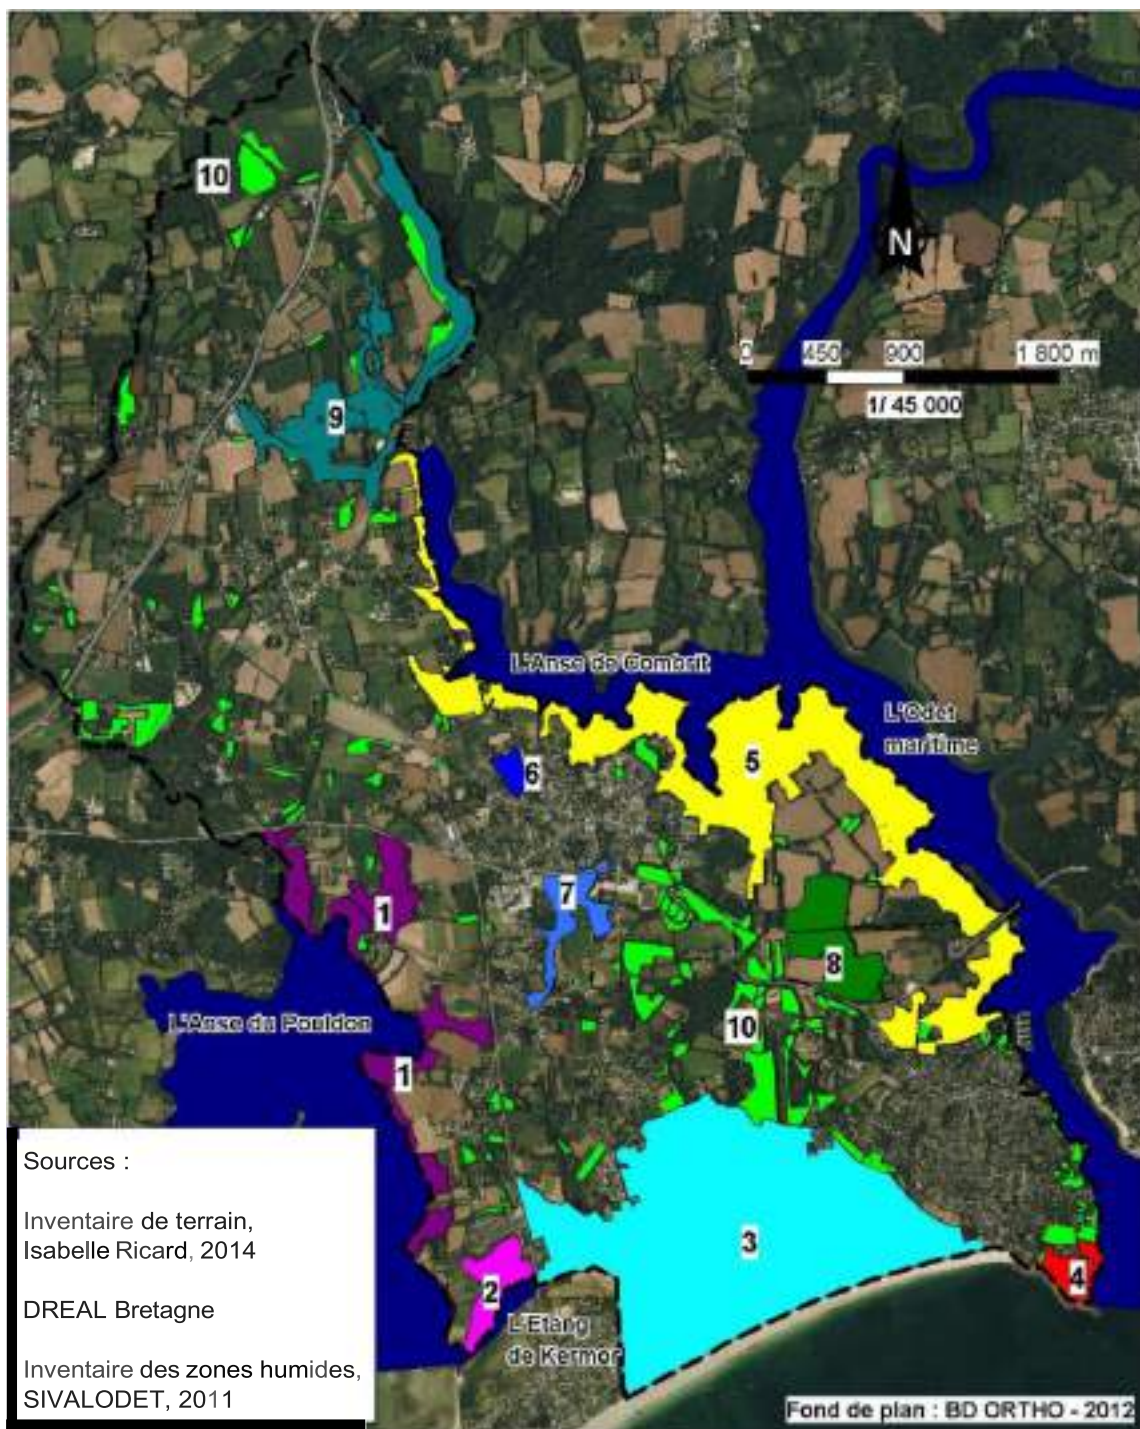 10
N
0 450 900 1 800 m
1/ 45 000
9
L'Anse de Combrit
L'Odet
maritime
5
6
7
1
8
L'Anse du Pouldon
10
1
3
2
4
L'Etang
de Kermor
Sources :
Inventaire de terrain,
Isabelle Ricard, 2014
DREAL Bretagne
Inventaire des zones humides,
SIVALODET, 2011
Fond de plan : BD ORTHO - 2012